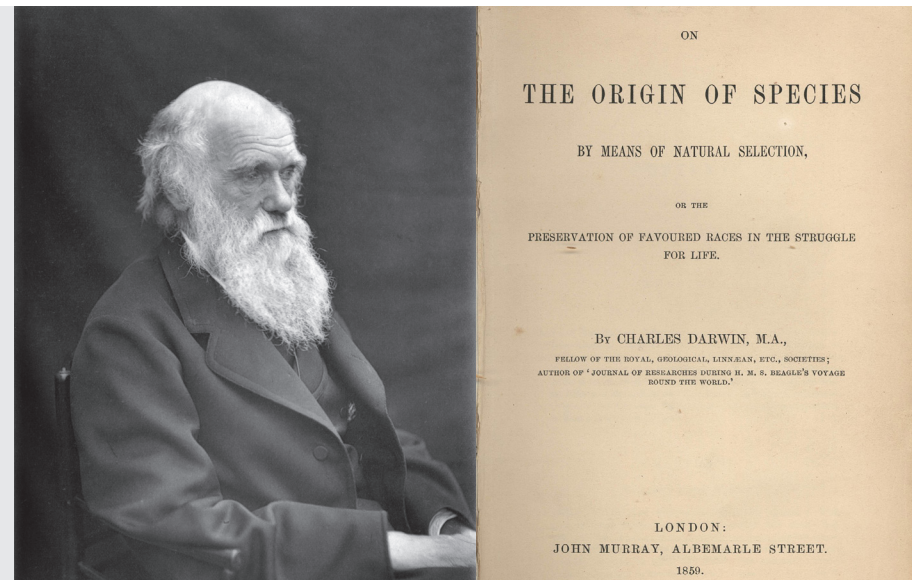 ON
THE ORIGIN OF SPECIES
BY MEANS OF NATURAL SELECTION,
OR THE
PRESERVATION OF FAVOURED RACES IN THE STRUGGLE
FOR LIFE.
BY CHARLES DARWIN, M.A.,
FELLOW OF THE ROYAL, GEOLOGICAL, LINNÆAN, ETC., SOCIETIES;
AUTHOR OF 'JOURNAL OF RESEARCHES DURING H. M. S. BEAGLE'S VOYAGE
ROUND THE WORLD.'
LONDON:
JOHN MURRAY, ALBEMARLE STREET.
1859.